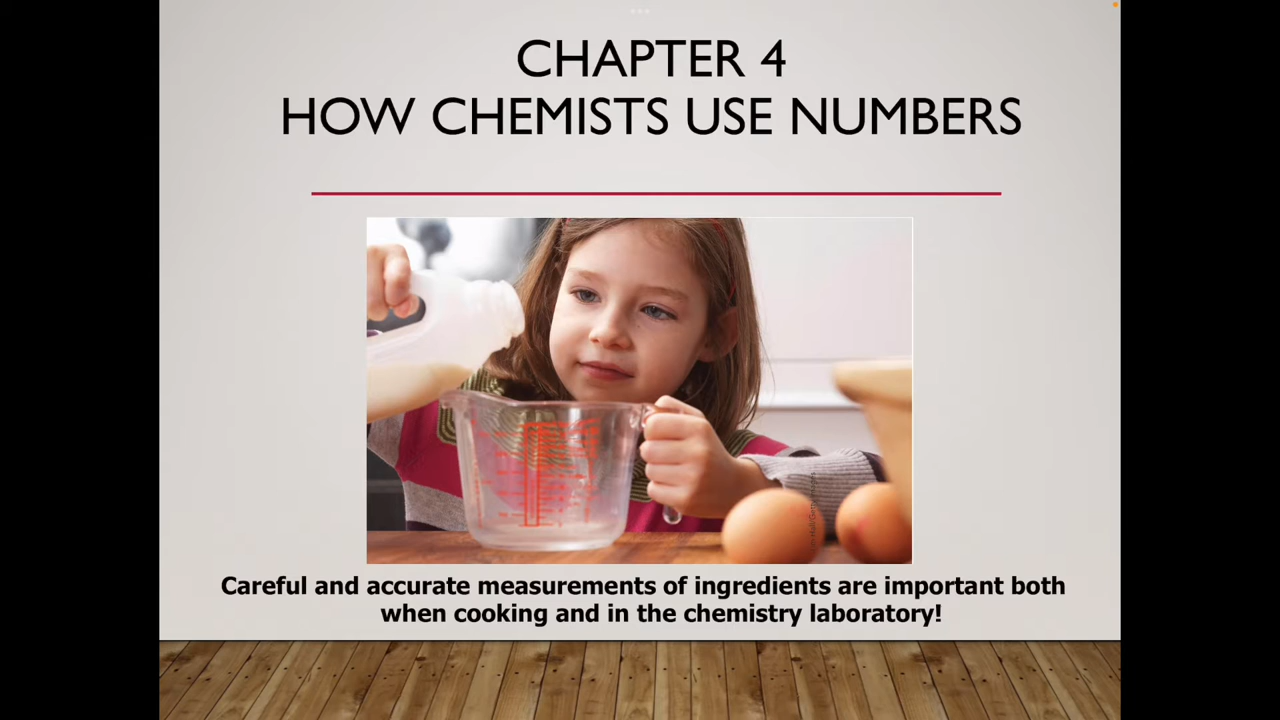 CHAPTER 4
HOW CHEMISTS USE NUMBERS
Careful and accurate measurements of ingredients are important both
when cooking and in the chemistry laboratory!